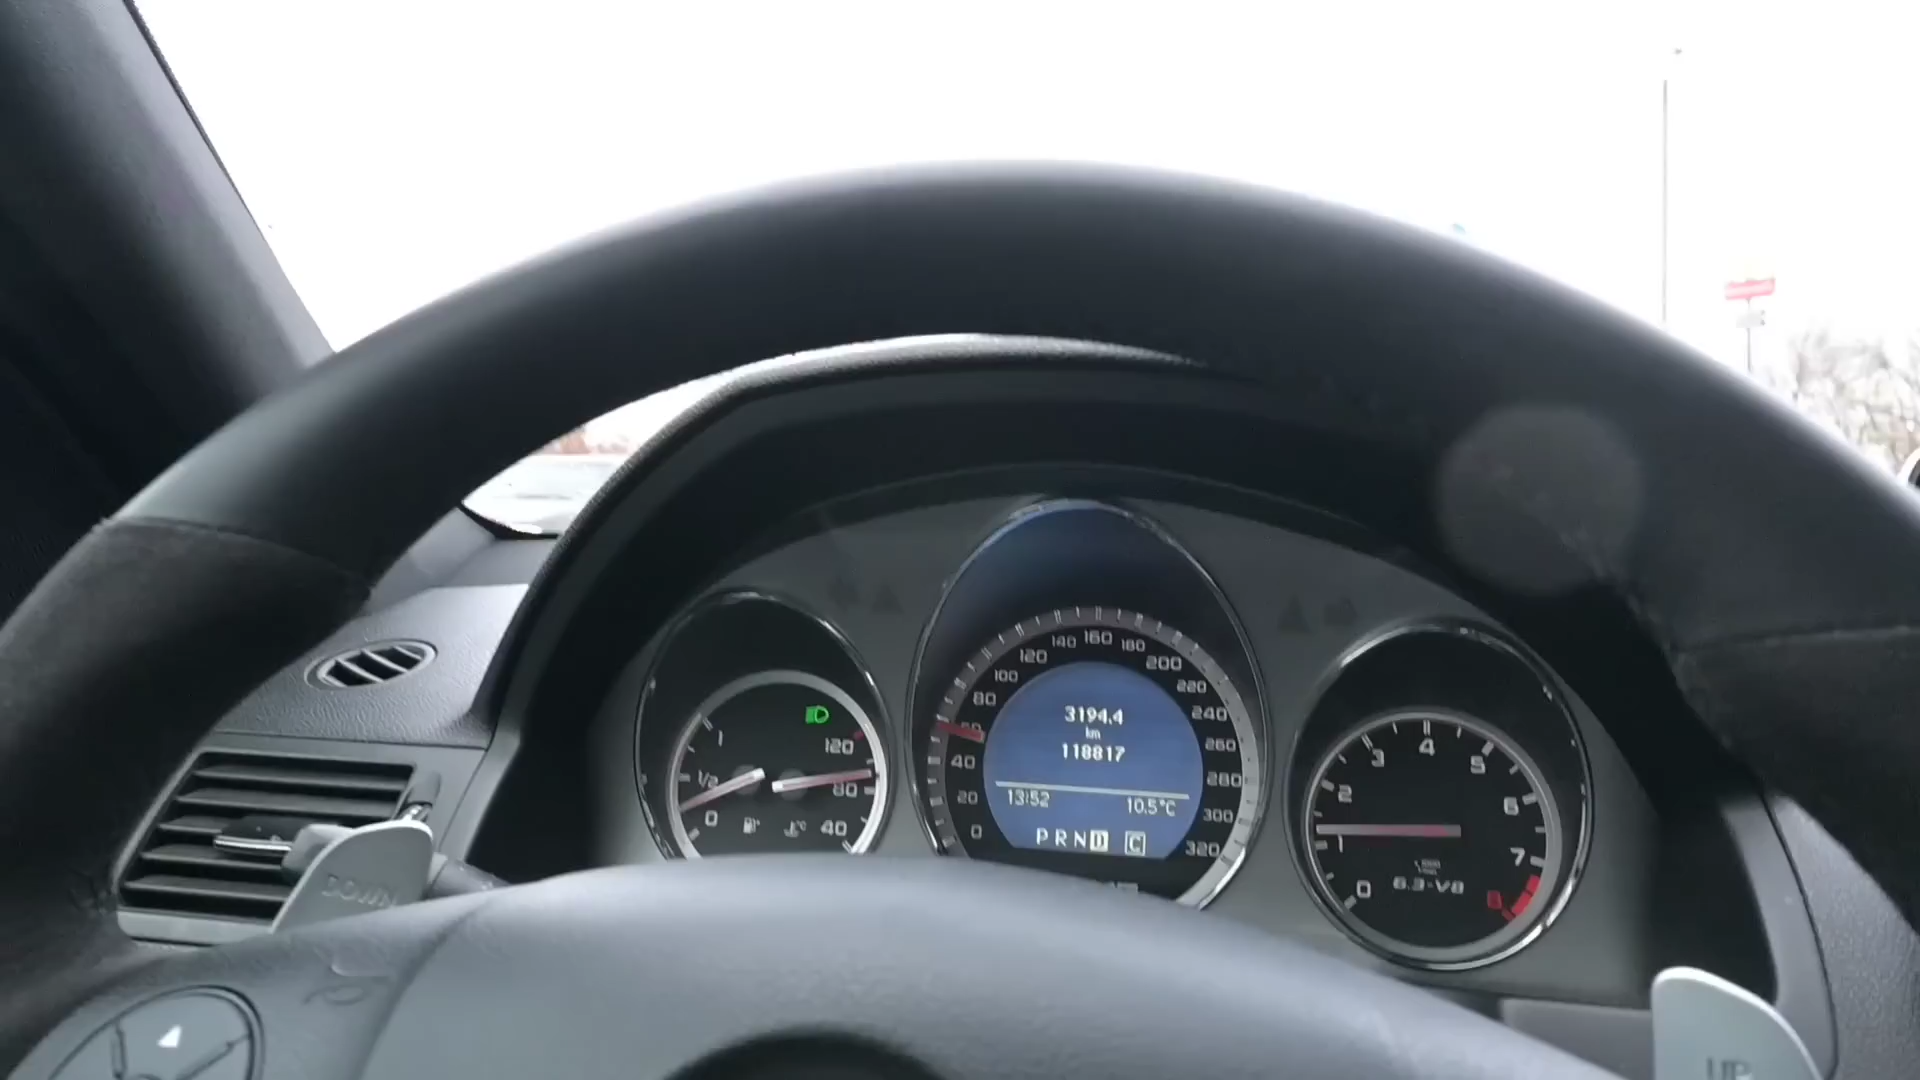 3194.4
km
118817
13:52 10.5°C
P R N D C
0 20 40 60 80 100 120 140 160 180 200 220 240 260 280 300 320
1
1/2
0
120
80
40
0 1 2 3 4 5 6 7 8
6.3-V8
DOWN
UP